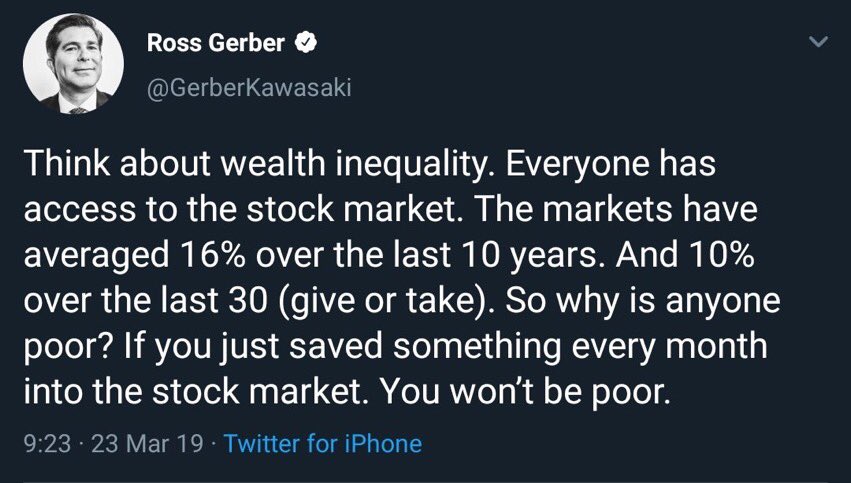 Ross Gerber
@GerberKawasaki
Think about wealth inequality. Everyone has
access to the stock market. The markets have
averaged 16% over the last 10 years. And 10%
over the last 30 (give or take). So why is anyone
poor? If you just saved something every month
into the stock market. You won’t be poor.
9:23 · 23 Mar 19 · Twitter for iPhone